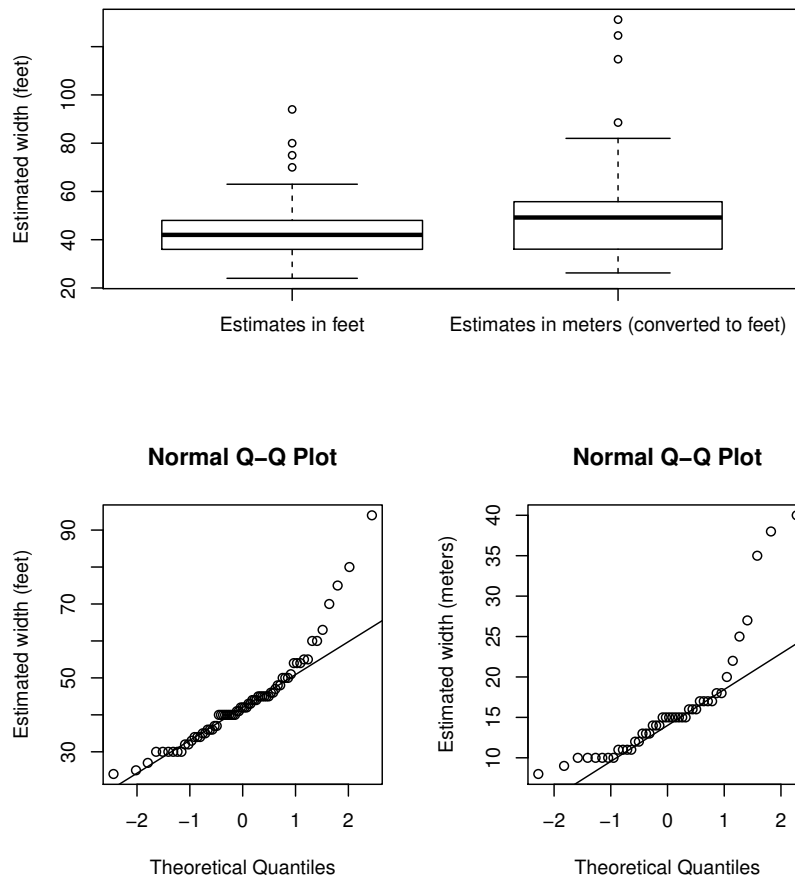 Estimated width (feet)
20 40 60 80 100
Estimates in feet Estimates in meters (converted to feet)
Normal Q−Q Plot
Estimated width (feet)
30 50 70 90
−2 −1 0 1 2
Theoretical Quantiles
Normal Q−Q Plot
Estimated width (meters)
10 15 20 25 30 35 40
−2 −1 0 1 2
Theoretical Quantiles